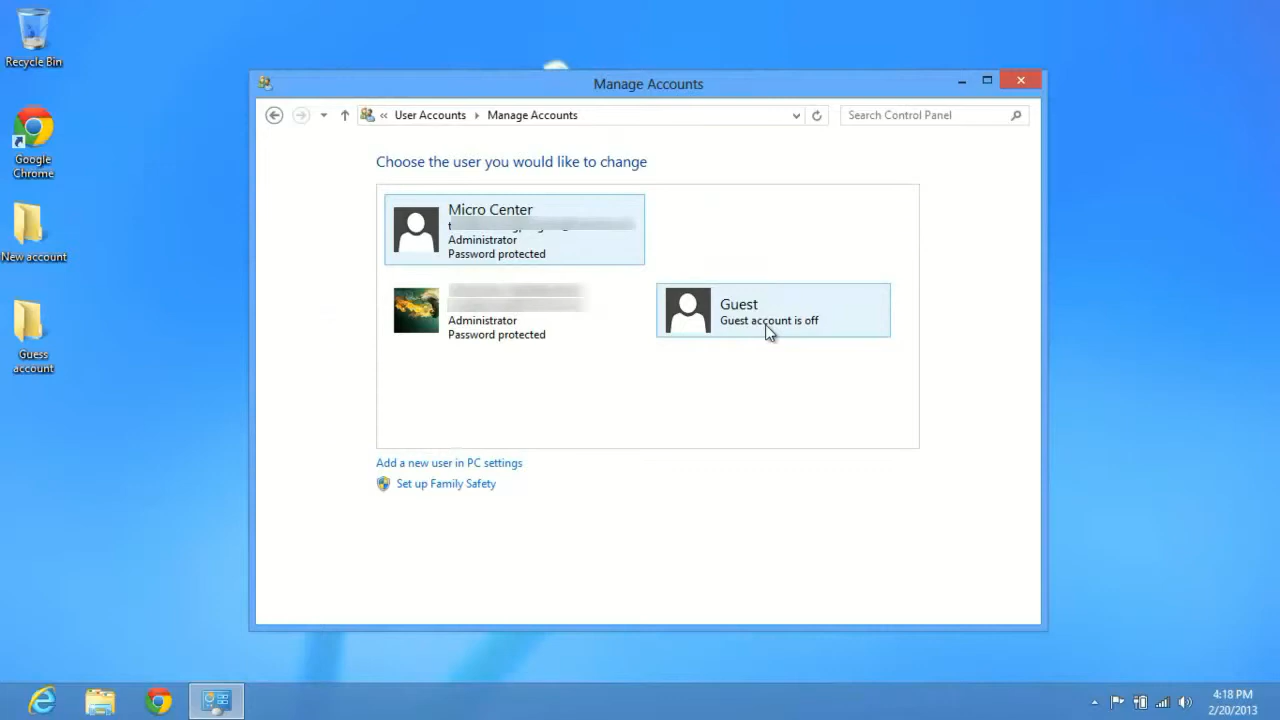 Recycle Bin
Google
Chrome
New account
Guess
account
Manage Accounts
« User Accounts ▸ Manage Accounts
Search Control Panel
Choose the user you would like to change
Micro Center
Administrator
Password protected
Administrator
Password protected
Guest
Guest account is off
Add a new user in PC settings
Set up Family Safety
4:18 PM
2/20/2013